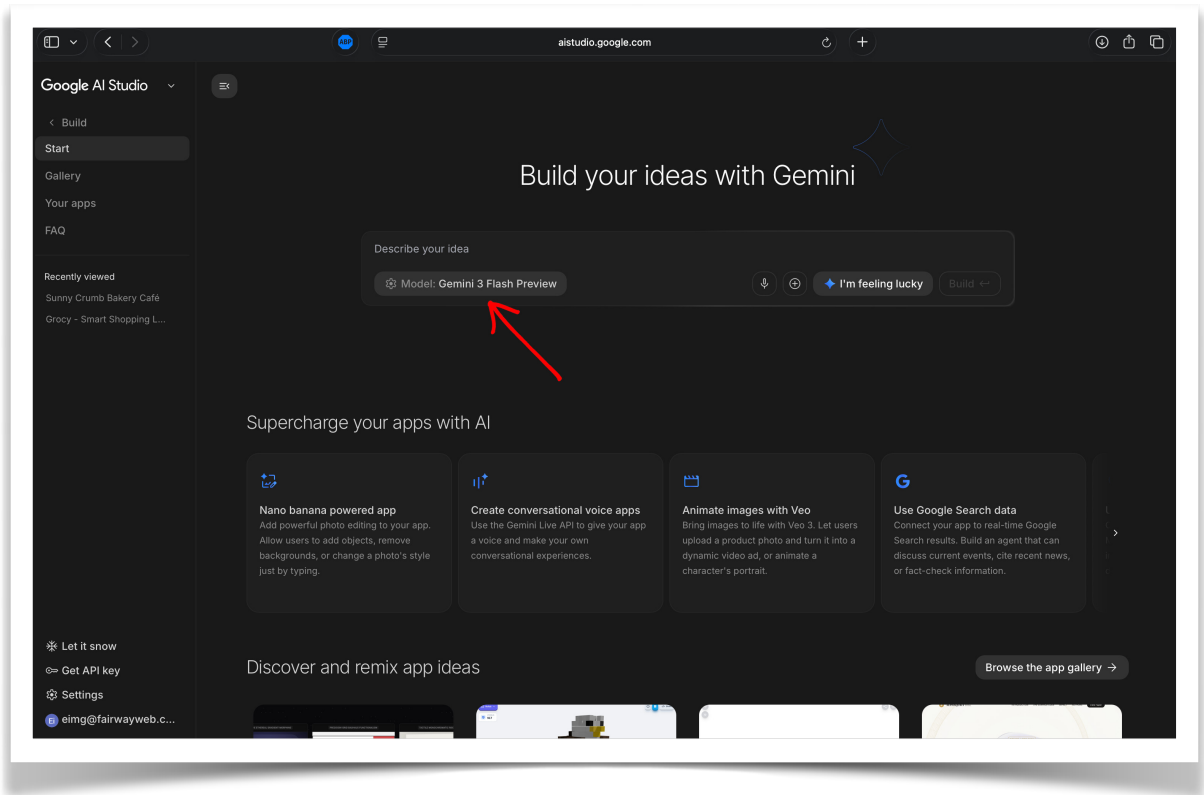 aistudio.google.com
Google AI Studio
Build
Start
Gallery
Your apps
FAQ
Recently viewed
Sunny Crumb Bakery Café
Grocy - Smart Shopping L...
Let it snow
Get API key
Settings
eimg@fairwayweb.c...
Build your ideas with Gemini
Describe your idea
Model: Gemini 3 Flash Preview
I'm feeling lucky
Build
Supercharge your apps with AI
Nano banana powered app
Add powerful photo editing to your app.
Allow users to add objects, remove
backgrounds, or change a photo's style
just by typing.
Create conversational voice apps
Use the Gemini Live API to give your app
a voice and make your own
conversational experiences.
Animate images with Veo
Bring images to life with Veo 3. Let users
upload a product photo and turn it into a
dynamic video ad, or animate a
character's portrait.
Use Google Search data
Connect your app to real-time Google
Search results. Build an agent that can
discuss current events, cite recent news,
or fact-check information.
Discover and remix app ideas
Browse the app gallery